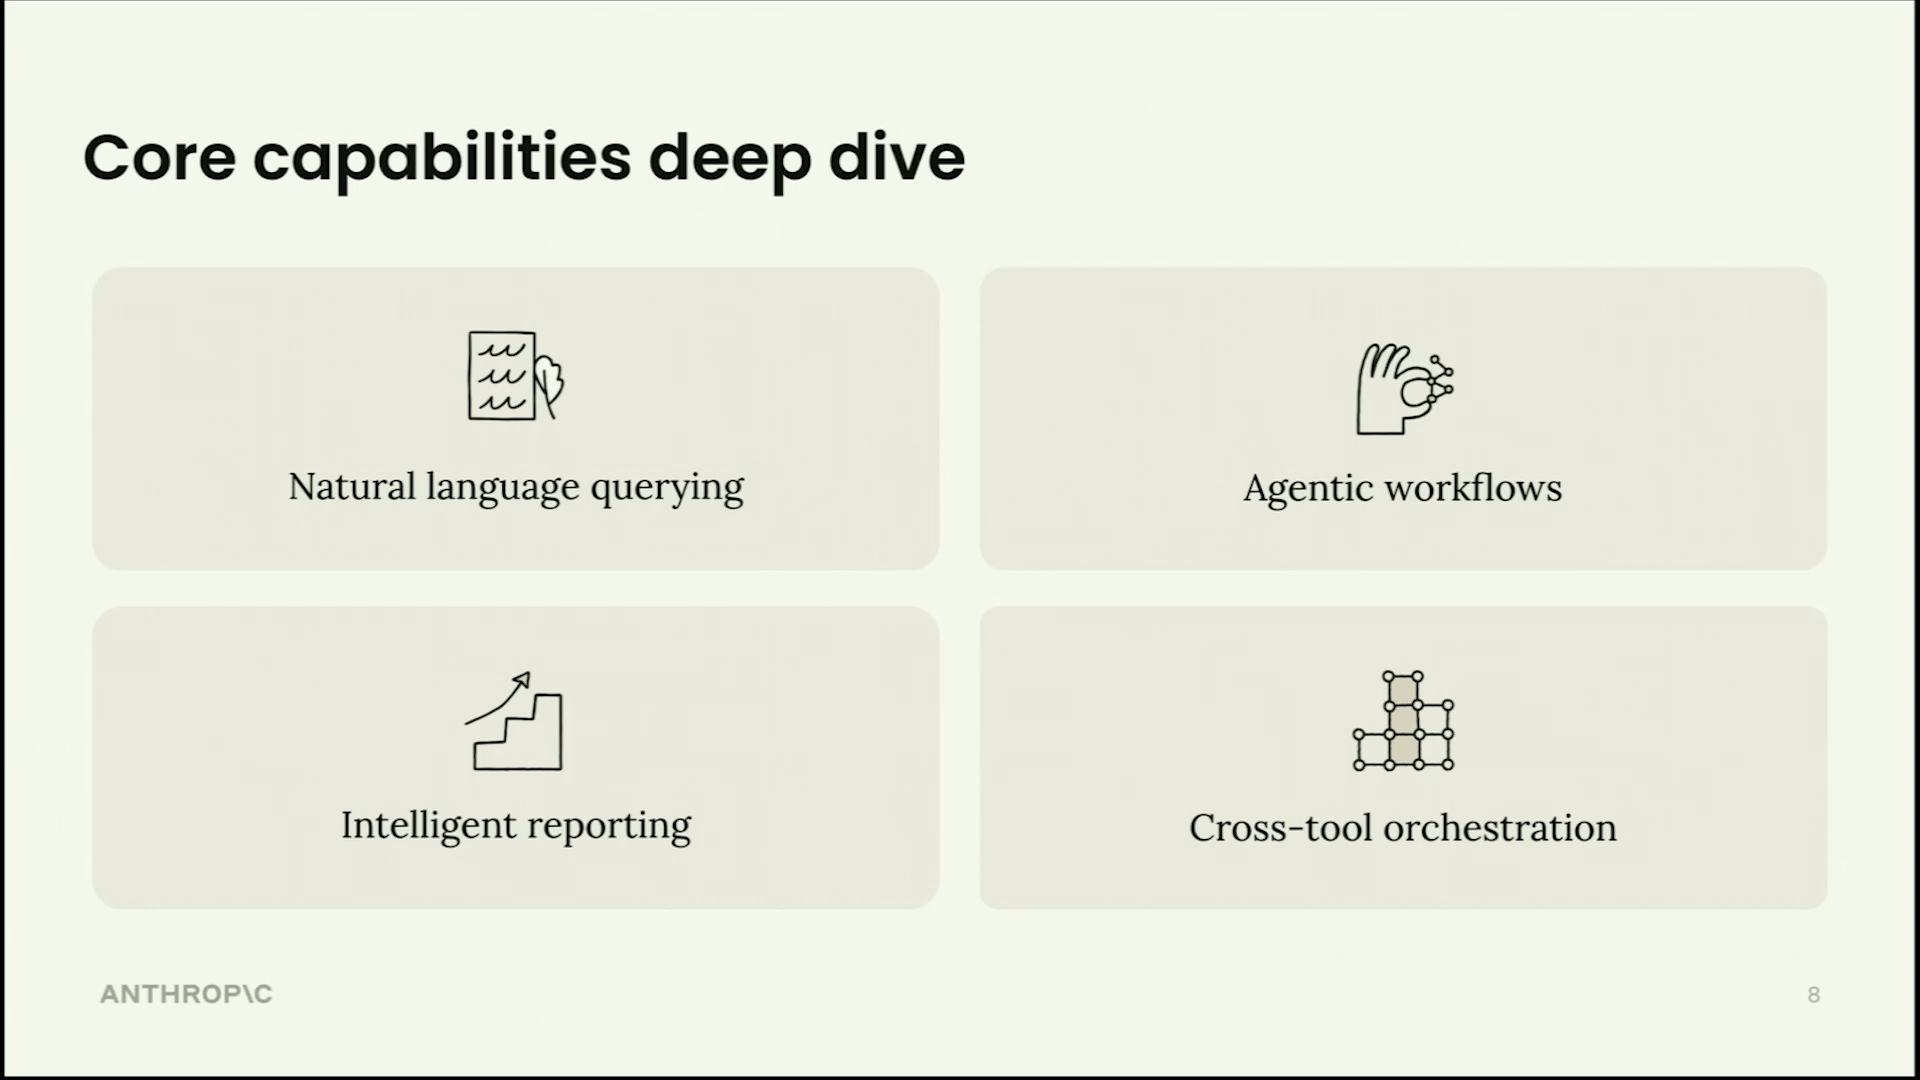 Core capabilities deep dive
Natural language querying
Agentic workflows
Intelligent reporting
Cross-tool orchestration
ANTHROP\C
8